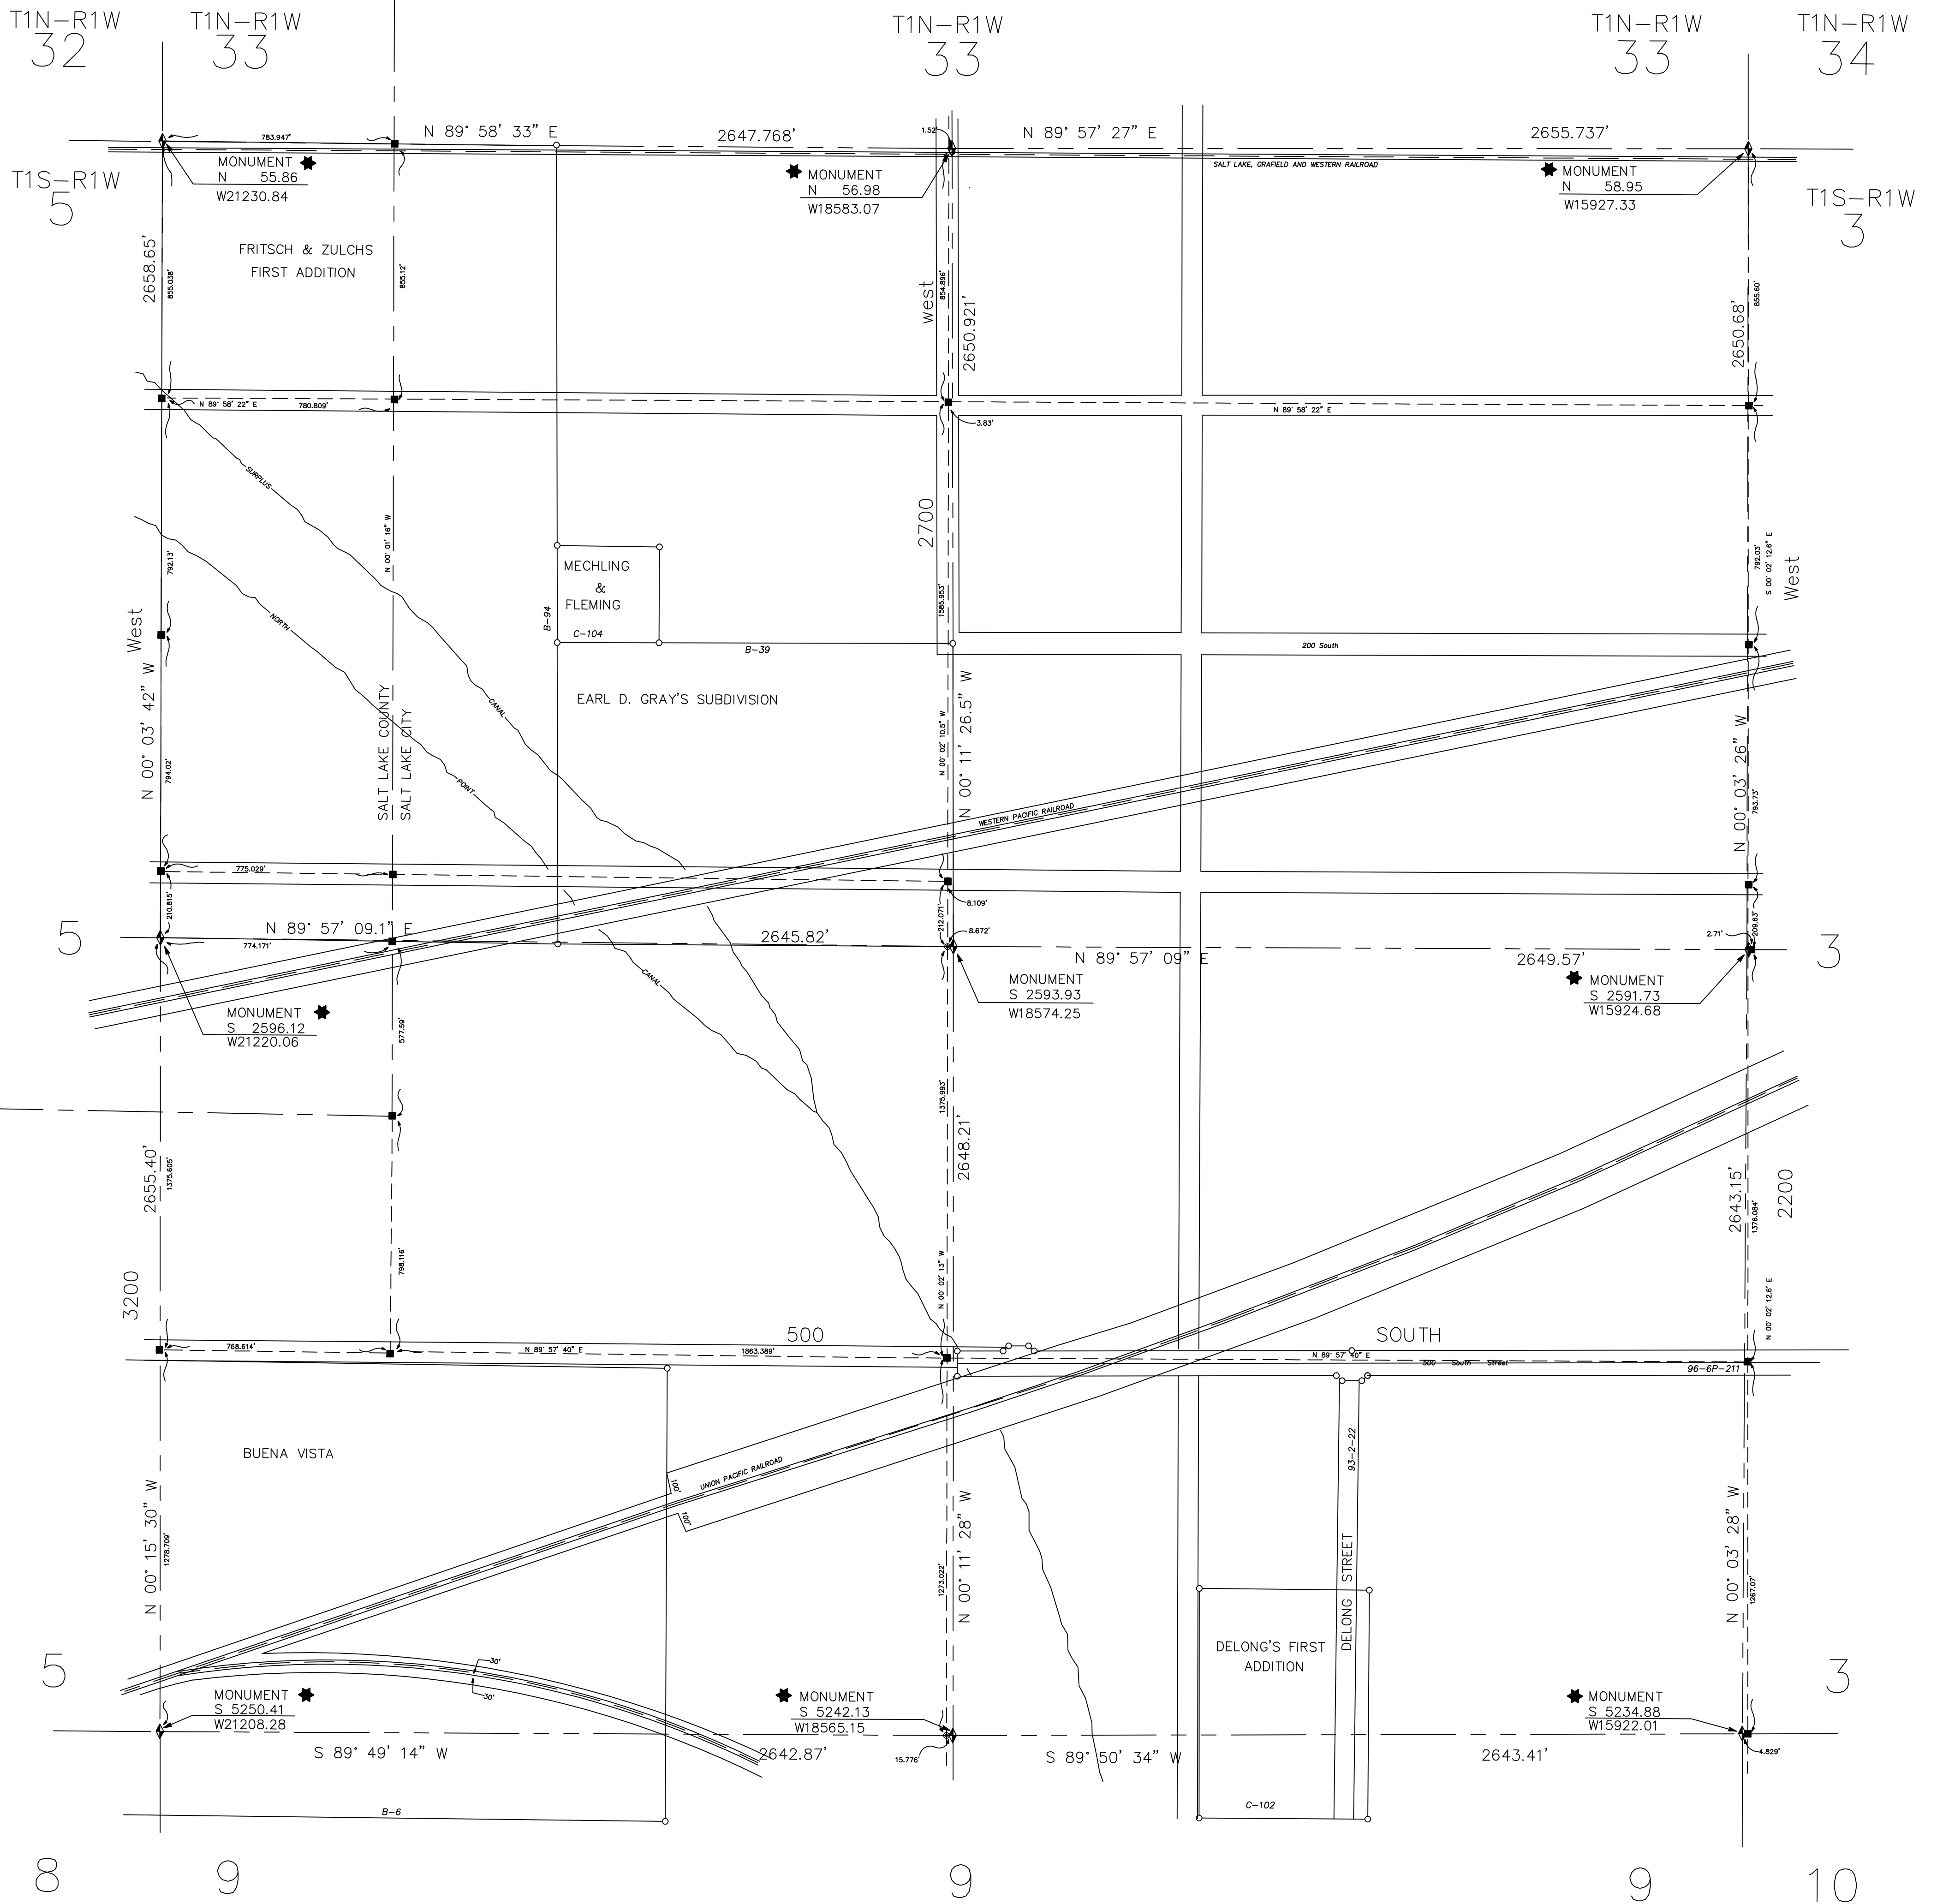 T1N-R1W
32
T1N-R1W
33
T1N-R1W
33
T1N-R1W
33
T1N-R1W
34
783.947'
N 89° 58' 33" E
2647.768'
1.52'
N 89° 57' 27" E
2655.737'
SALT LAKE, GRAFIELD AND WESTERN RAILROAD
MONUMENT
N 55.86
W21230.84
MONUMENT
N 56.98
W18583.07
MONUMENT
N 58.95
W15927.33
T1S-R1W
5
T1S-R1W
3
FRITSCH & ZULCHS
FIRST ADDITION
2658.65'
855.038'
855.12'
West
854.896'
2650.921'
2650.68'
855.60'
N 89° 58' 22" E
780.809'
3.83'
N 89° 58' 22" E
SURPLUS
CANAL
NORTH
POINT
CANAL
792.13'
N 00° 01' 16" W
2700
1585.953'
792.03'
S 00° 02' 12.6" E
West
West
MECHLING
&
FLEMING
B-94
C-104
B-39
200 South
EARL D. GRAY'S SUBDIVISION
N 00° 03' 42" W
794.02'
SALT LAKE COUNTY
SALT LAKE CITY
N 00° 02' 10.5" W
N 00° 11' 26.5" W
N 00° 03' 26" W
793.73'
WESTERN PACIFIC RAILROAD
775.029'
8.109'
210.815'
212.071'
209.63'
5
N 89° 57' 09.1" E
774.171'
2645.82'
8.672'
N 89° 57' 09" E
2649.57'
2.71'
3
MONUMENT
S 2596.12
W21220.06
MONUMENT
S 2593.93
W18574.25
MONUMENT
S 2591.73
W15924.68
577.59'
2655.40'
1375.605'
1375.993'
2648.21'
2643.15'
1376.084'
2200
3200
798.116'
N 00° 02' 13" W
N 00° 02' 12.6' E
768.614'
N 89° 57' 40" E
1863.389'
500
SOUTH
N 89° 57' 40" E
500 South Street
96-6P-211
BUENA VISTA
100'
100'
UNION PACIFIC RAILROAD
93-2-22
N 00° 15' 30" W
1278.709'
1273.022'
N 00° 11' 28" W
DELONG STREET
N 00° 03' 28" W
1267.07'
DELONG'S FIRST
ADDITION
5
3
30'
30'
MONUMENT
S 5250.41
W21208.28
MONUMENT
S 5242.13
W18565.15
MONUMENT
S 5234.88
W15922.01
S 89° 49' 14" W
2642.87'
15.776'
S 89° 50' 34" W
2643.41'
4.829'
B-6
C-102
8
9
9
9
10